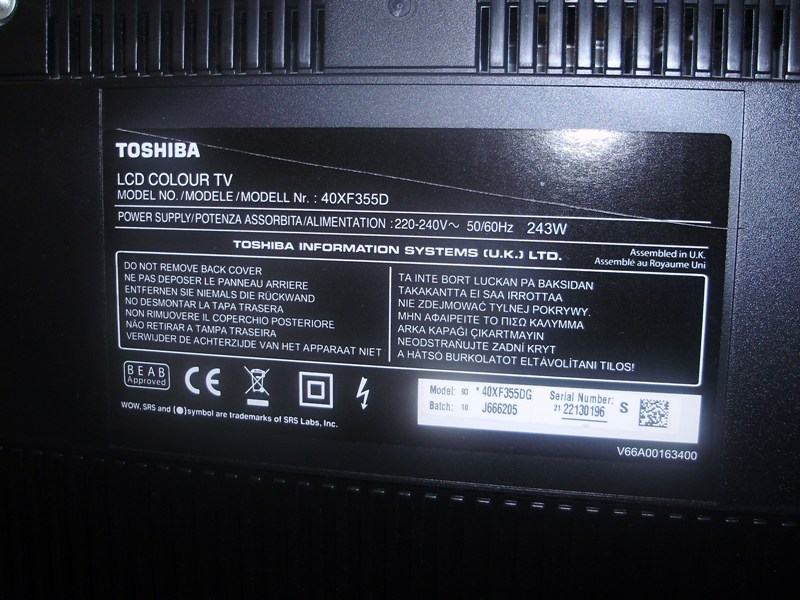 TOSHIBA
LCD COLOUR TV
MODEL NO./MODELE/MODELL Nr. : 40XF355D
POWER SUPPLY/POTENZA ASSORBITA/ALIMENTATION : 220-240V～ 50/60Hz 243W
TOSHIBA INFORMATION SYSTEMS (U.K.) LTD.
Assembled in U.K.
Assemblé au Royaume Uni
DO NOT REMOVE BACK COVER
NE PAS DEPOSER LE PANNEAU ARRIERE
ENTFERNEN SIE NIEMALS DIE RÜCKWAND
NO DESMONTAR LA TAPA TRASERA
NON RIMUOVERE IL COPERCHIO POSTERIORE
NÃO RETIRAR A TAMPA TRASEIRA
VERWIJDER DE ACHTERZIJDE VAN HET APPARAAT NIET
TA INTE BORT LUCKAN PA BAKSIDAN
TAKAKANTTA EI SAA IRROTTAA
NIE ZDEJMOWAĆ TYLNEJ POKRYWY.
ΜΗΝ ΑΦΑΙΡΕΙΤΕ ΤΟ ΠΙΣΩ ΚΑΛΥΜΜΑ
ARKA KAPAĞI ÇIKARTMAYIN
NEODSTRAŇUJTE ZADNÍ KRYT
A HÁTSÓ BURKOLATOT ELTÁVOLÍTANI TILOS!
BEAB
Approved
CE
WOW, SRS and (●) symbol are trademarks of SRS Labs, Inc.
Model: 93 * 40XF355DG
Batch: 10 J666205
Serial Number:
21 22130196 S
V66A00163400